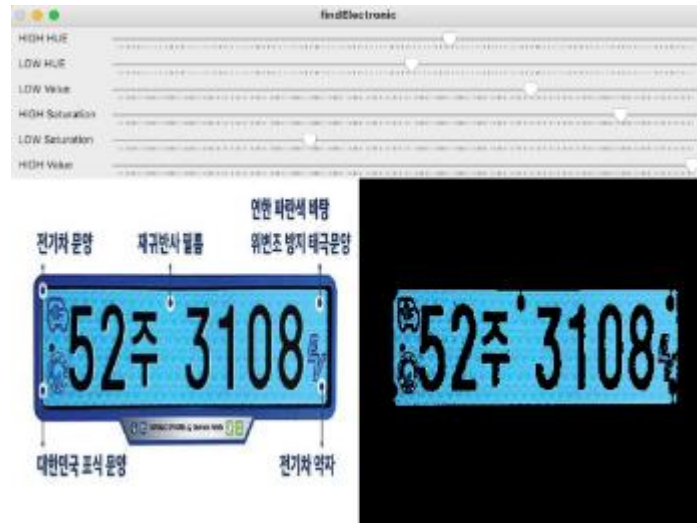 findElectronic
HIGH HUE
LOW HUE
LOW Value
HIGH Saturation
LOW Saturation
HIGH Value
연한 파란색 바탕
전기차 문양 재귀반사 필름 위변조 방지 태극문양
52주 3108
대한민국 표식 문양 전기차 약자
52주 3108